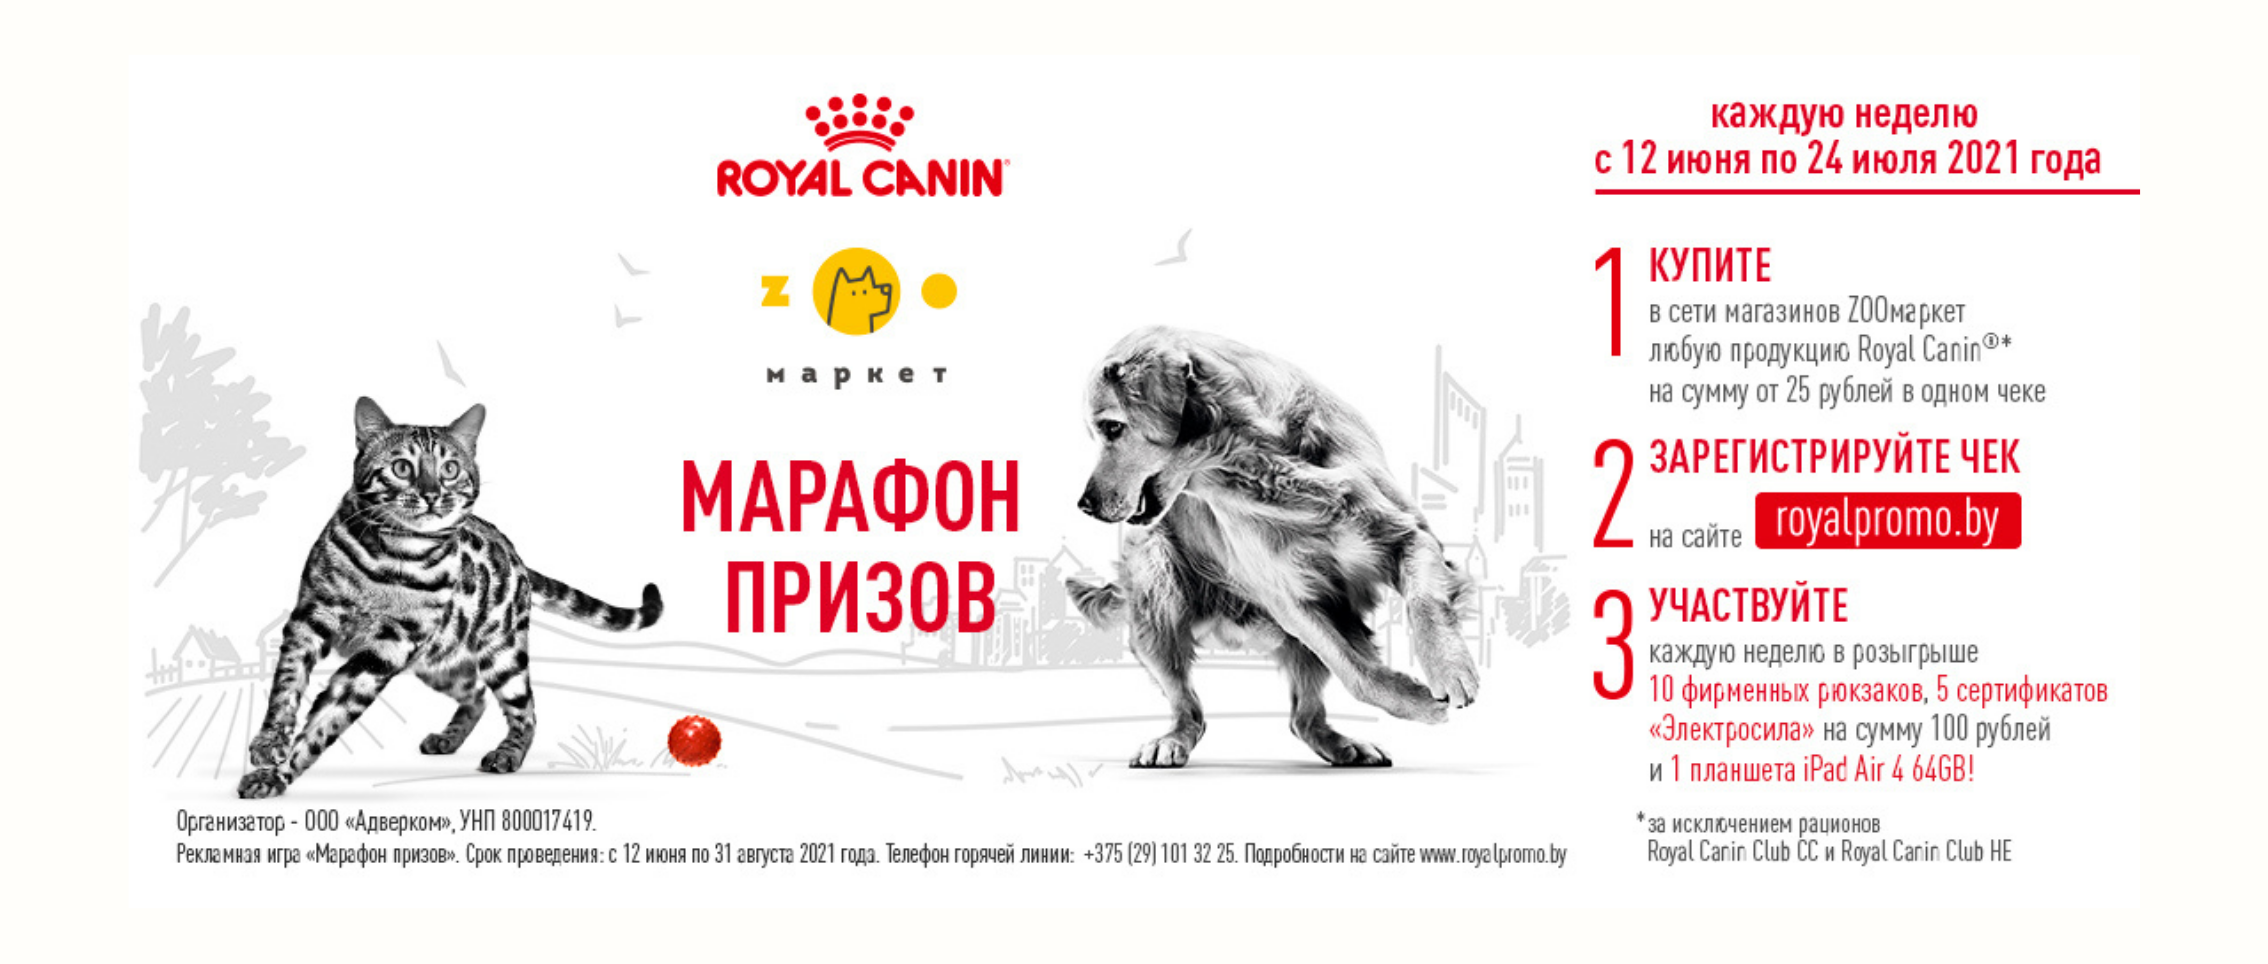 ROYAL CANIN®
ZOO
маркет
МАРАФОН
ПРИЗОВ
каждую неделю
с 12 июня по 24 июля 2021 года
1 КУПИТЕ
в сети магазинов ZOOмаркет
любую продукцию Royal Canin®*
на сумму от 25 рублей в одном чеке
2 ЗАРЕГИСТРИРУЙТЕ ЧЕК
на сайте royalpromo.by
3 УЧАСТВУЙТЕ
каждую неделю в розыгрыше
10 фирменных рюкзаков, 5 сертификатов
«Электросила» на сумму 100 рублей
и 1 планшета iPad Air 4 64GB!
*за исключением рационов
Royal Canin Club CC и Royal Canin Club HE
Организатор - ООО «Адверком», УНП 800017419.
Рекламная игра «Марафон призов». Срок проведения: с 12 июня по 31 августа 2021 года. Телефон горячей линии: +375 (29) 101 32 25. Подробности на сайте www.royalpromo.by